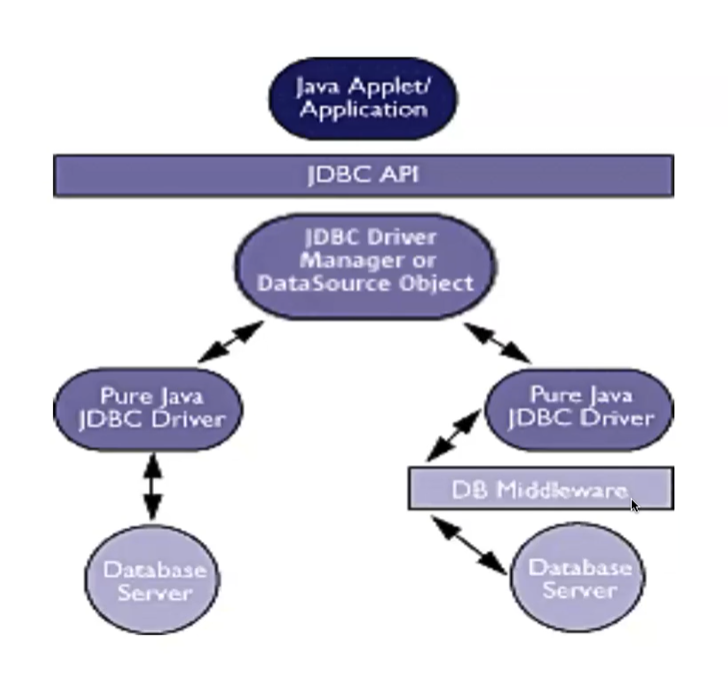 Java Applet/
Application
JDBC API
JDBC Driver
Manager or
DataSource Object
Pure Java
JDBC Driver
Pure Java
JDBC Driver
DB Middleware
Database
Server
Database
Server